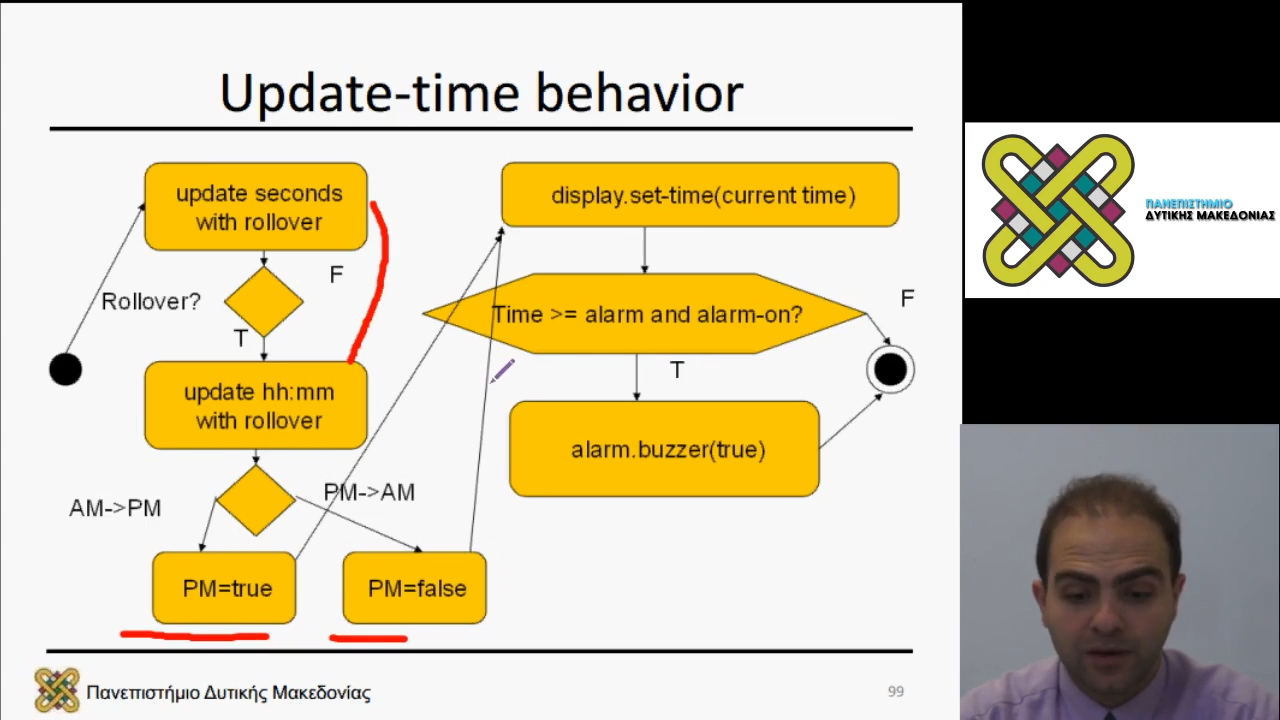 Update-time behavior
update seconds
with rollover
F
Rollover?
T
update hh:mm
with rollover
AM->PM
PM->AM
PM=true
PM=false
display.set-time(current time)
Time >= alarm and alarm-on?
F
T
alarm.buzzer(true)
Πανεπιστήμιο Δυτικής Μακεδονίας
99
ΠΑΝΕΠΙΣΤΗΜΙΟ
ΔΥΤΙΚΗΣ ΜΑΚΕΔΟΝΙΑΣ